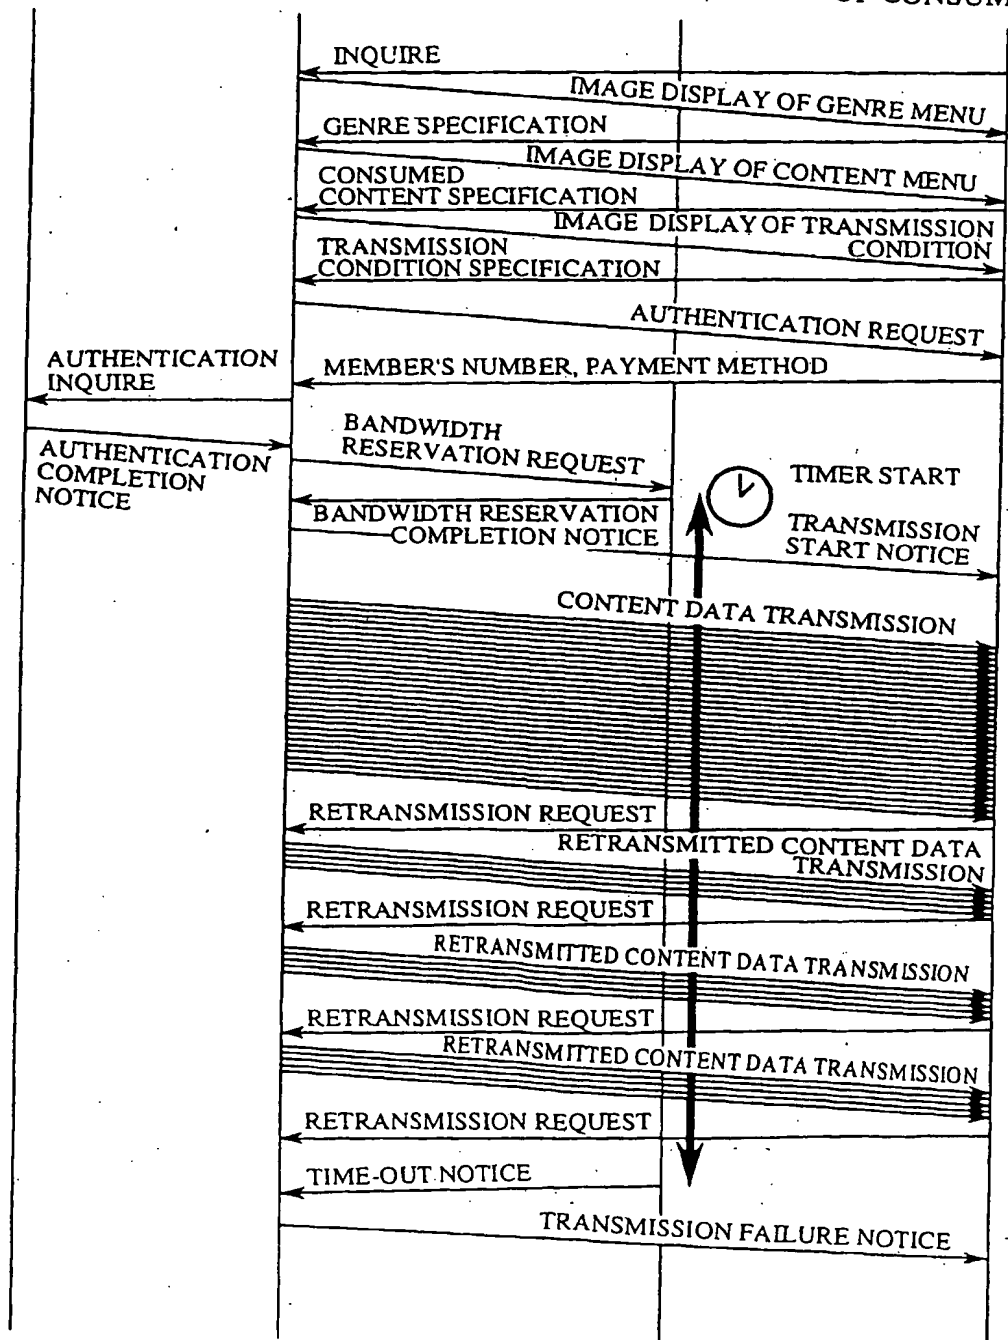 INQUIRE
IMAGE DISPLAY OF GENRE MENU
GENRE SPECIFICATION
IMAGE DISPLAY OF CONTENT MENU
CONSUMED
CONTENT SPECIFICATION
IMAGE DISPLAY OF TRANSMISSION
CONDITION
TRANSMISSION
CONDITION SPECIFICATION
AUTHENTICATION REQUEST
AUTHENTICATION
INQUIRE
MEMBER'S NUMBER, PAYMENT METHOD
BANDWIDTH
RESERVATION REQUEST
AUTHENTICATION
COMPLETION
NOTICE
TIMER START
BANDWIDTH RESERVATION
COMPLETION NOTICE
TRANSMISSION
START NOTICE
CONTENT DATA TRANSMISSION
RETRANSMISSION REQUEST
RETRANSMITTED CONTENT DATA
TRANSMISSION
RETRANSMISSION REQUEST
RETRANSMITTED CONTENT DATA TRANSMISSION
RETRANSMISSION REQUEST
RETRANSMITTED CONTENT DATA TRANSMISSION
RETRANSMISSION REQUEST
TIME-OUT NOTICE
TRANSMISSION FAILURE NOTICE